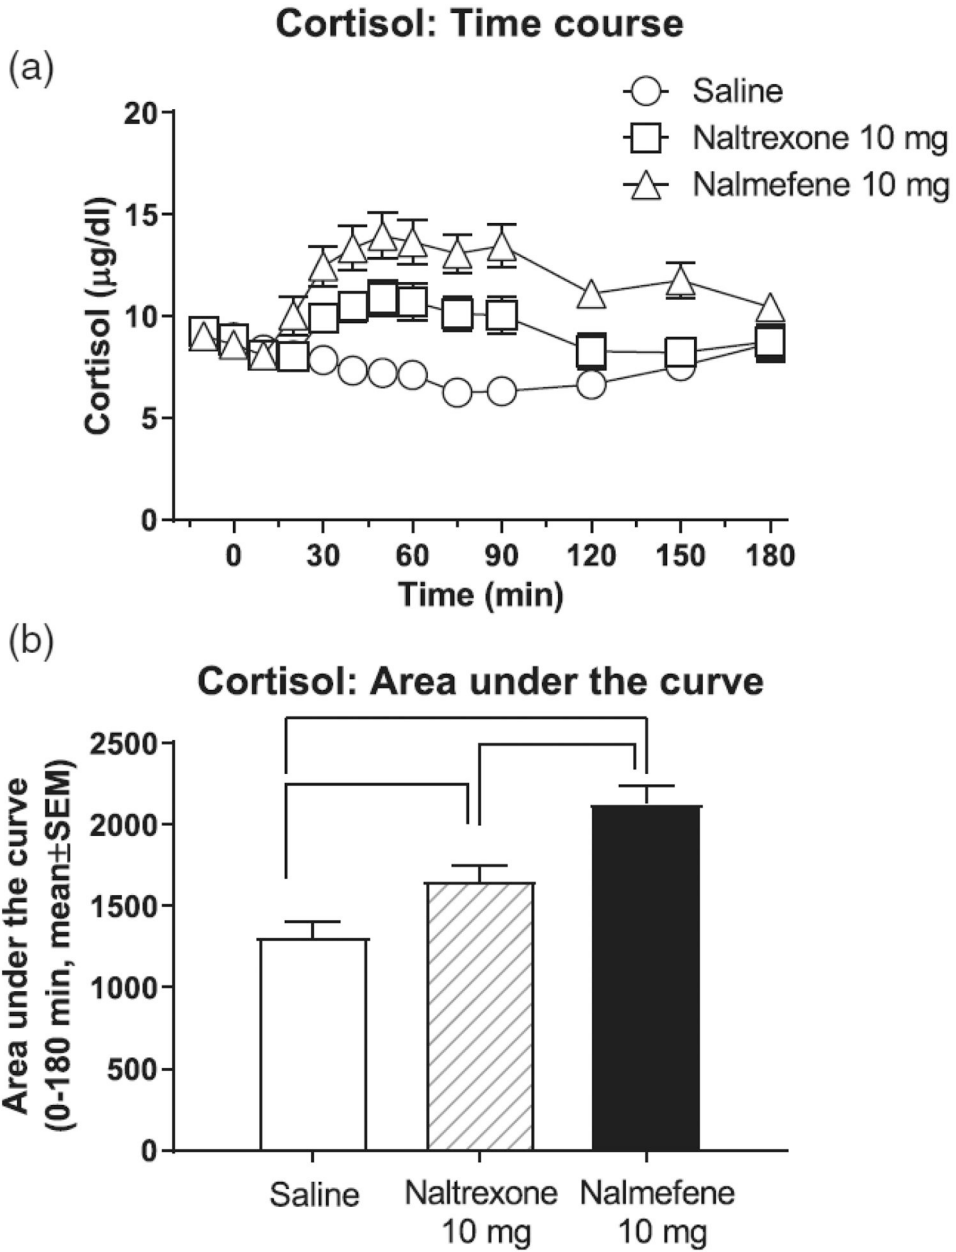 Cortisol: Time course
(a)
Saline
Naltrexone 10 mg
Nalmefene 10 mg
20
15
10
5
0
Cortisol (μg/dl)
0 30 60 90 120 150 180
Time (min)
(b)
Cortisol: Area under the curve
2500
2000
1500
1000
500
0
Area under the curve
(0-180 min, mean±SEM)
Saline Naltrexone Nalmefene
10 mg 10 mg